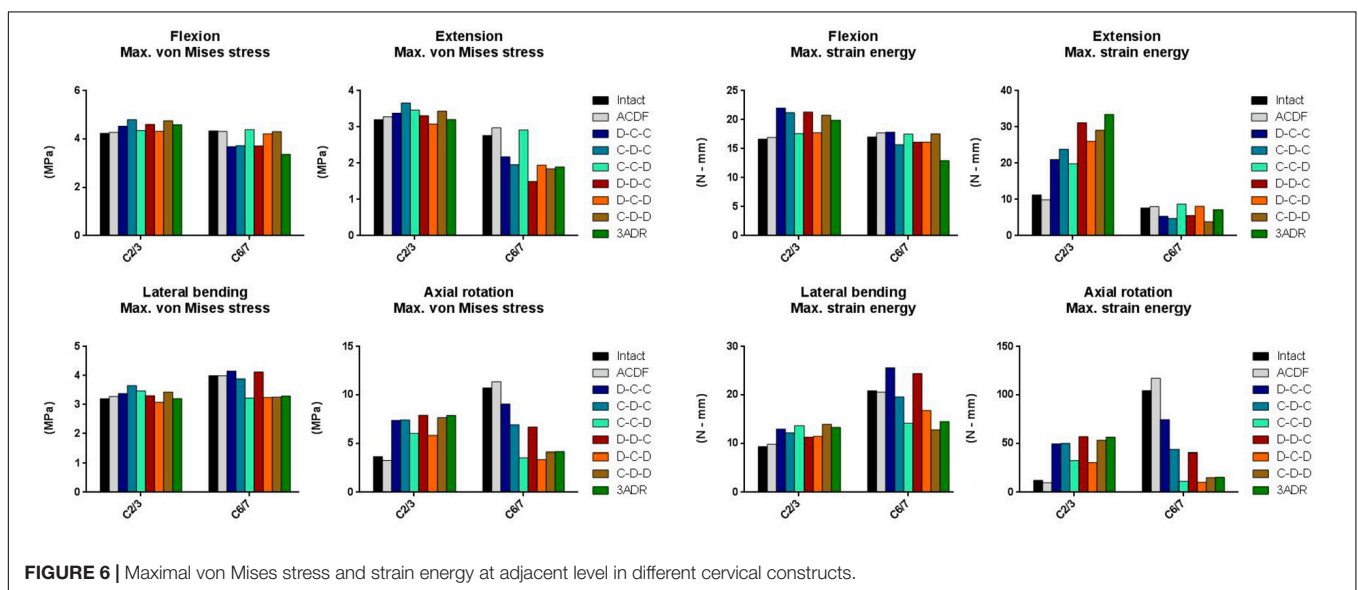 Flexion
Max. von Mises stress
(MPa)
6
4
2
0
C2/3
C6/7
Extension
Max. von Mises stress
(MPa)
4
3
2
1
0
C2/3
C6/7
Intact
ACDF
D-C-C
C-D-C
C-C-D
D-D-C
D-C-D
C-D-D
3ADR
Flexion
Max. strain energy
(N - mm)
25
20
15
10
5
0
C2/3
C6/7
Extension
Max. strain energy
(N - mm)
40
30
20
10
0
C2/3
C6/7
Intact
ACDF
D-C-C
C-D-C
C-C-D
D-D-C
D-C-D
C-D-D
3ADR
Lateral bending
Max. von Mises stress
(MPa)
5
4
3
2
1
0
C2/3
C6/7
Axial rotation
Max. von Mises stress
(MPa)
15
10
5
0
C2/3
C6/7
Intact
ACDF
D-C-C
C-D-C
C-C-D
D-D-C
D-C-D
C-D-D
3ADR
Lateral bending
Max. strain energy
(N - mm)
30
20
10
0
C2/3
C6/7
Axial rotation
Max. strain energy
(N - mm)
150
100
50
0
C2/3
C6/7
Intact
ACDF
D-C-C
C-D-C
C-C-D
D-D-C
D-C-D
C-D-D
3ADR
FIGURE 6 | Maximal von Mises stress and strain energy at adjacent level in different cervical constructs.